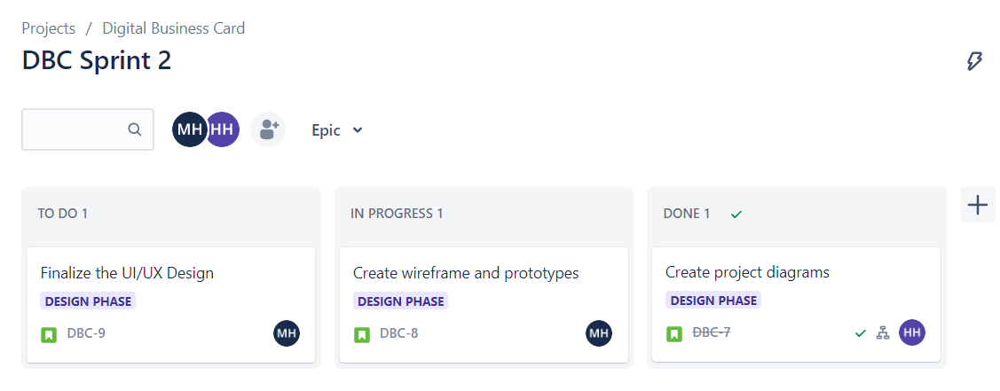 Projects / Digital Business Card
DBC Sprint 2
MH HH Epic
TO DO 1
Finalize the UI/UX Design
DESIGN PHASE
DBC-9 MH
IN PROGRESS 1
Create wireframe and prototypes
DESIGN PHASE
DBC-8 MH
DONE 1
Create project diagrams
DESIGN PHASE
DBC-7 HH